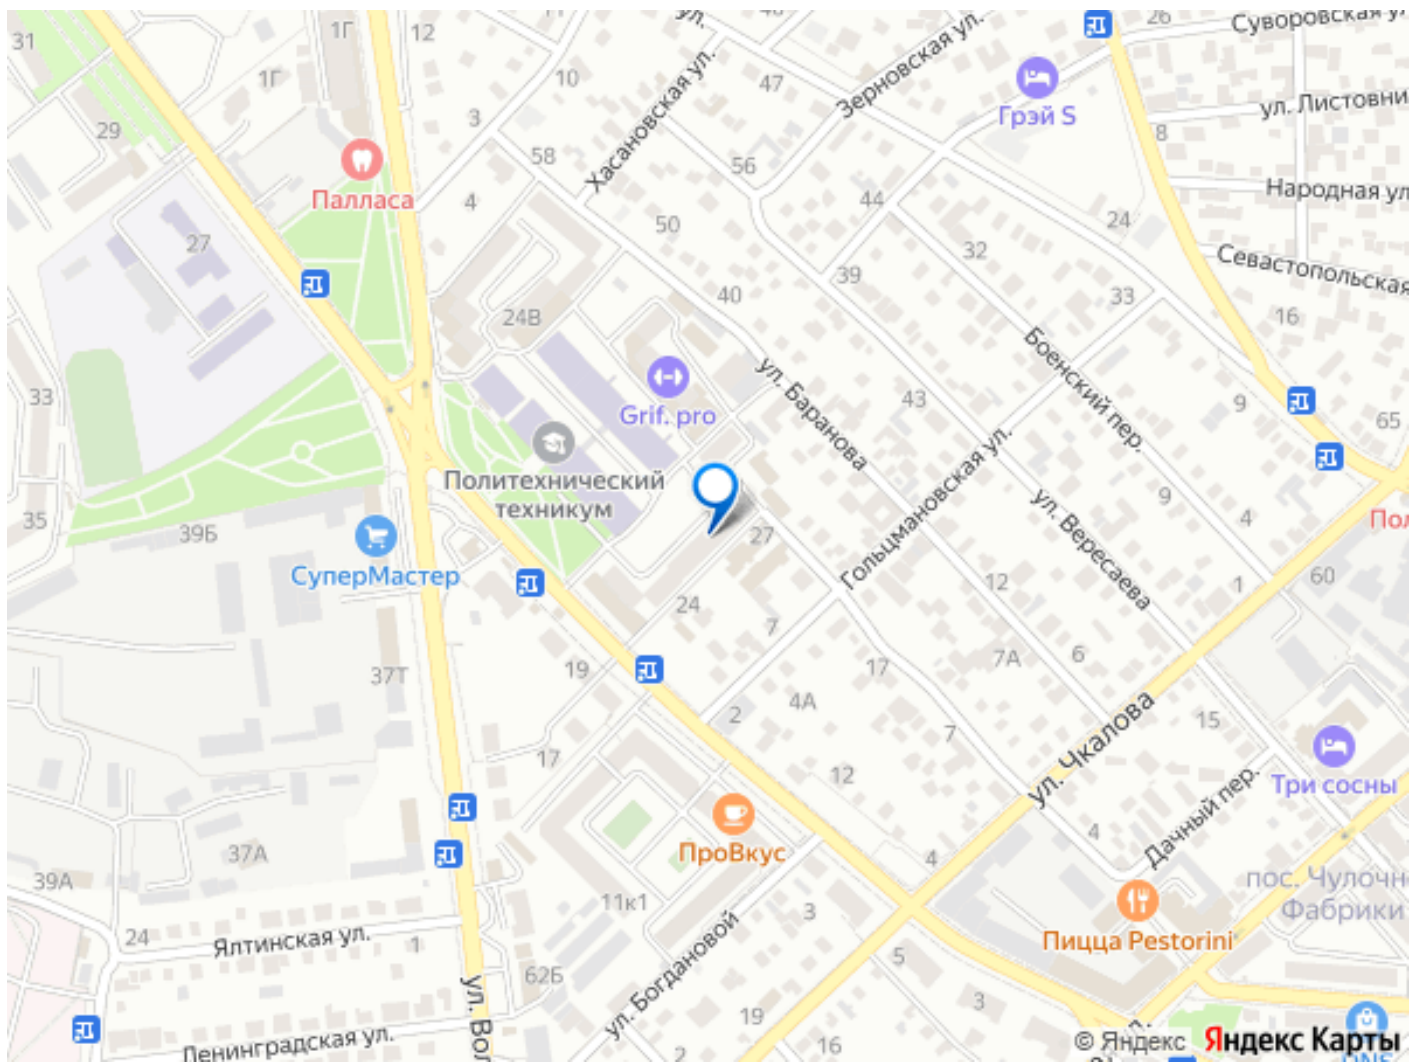 31
1Г
12
ул.
48
26
Суворовская ул.
1Г
10
47
Зерновская ул.
Грэй S
ул. Листовни
29
3
Хасановская ул.
8
Палласа
58
56
Народная ул.
4
44
27
50
32
24
Севастопольская
39
24В
40
33
16
Боенский пер.
33
Grif. pro
ул. Баранова
43
9
65
Политехнический
техникум
Гольцмановская ул.
35
39Б
27
9
4
Пол
СуперМастер
ул. Вересаева
24
12
1
60
37Т
19
7
17
7А
6
2
4А
7
15
17
12
ул. Чкалова
Три сосны
Дачный пер.
ПроВкус
4
4
37А
39А
11к1
3
пос. Чулочн
Фабрики
24
Ялтинская ул.
1
Пицца Pestorini
62Б
5
ул. Богдановой
ул. Вол
3
19
Ленинградская ул.
2
16
© Яндекс Яндекс Карты